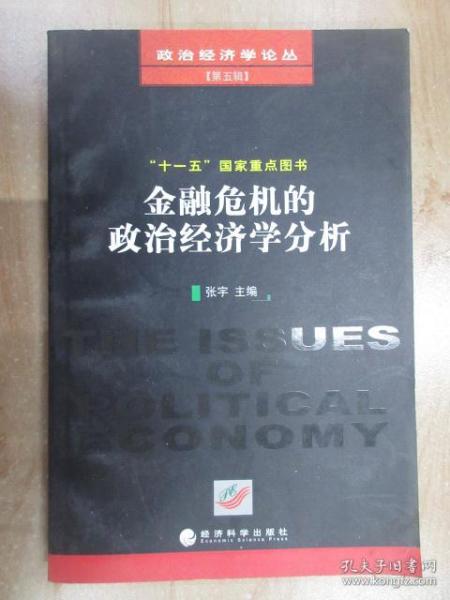 政治经济学论丛
【第五辑】
“十一五”国家重点图书
金融危机的
政治经济学分析
张宇 主编
THE ISSUES
OF
POLITICAL
ECONOMY
PE
经济科学出版社
Economic Science Press
孔夫子旧书网
www.kongfz.com